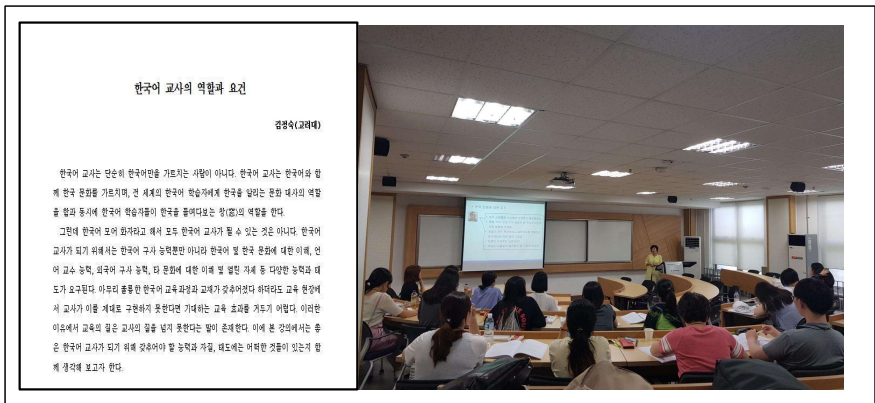 한국어 교사의 역할과 요건
김정숙(고려대)
한국어 교사는 단순히 한국어만을 가르치는 사람이 아니다. 한국어 교사는 한국어와 함
께 한국 문화를 가르치며, 전 세계의 한국어 학습자에게 한국을 알리는 문화 대사의 역할
을 함과 동시에 한국어 학습자들이 한국을 들여다보는 창(窓)의 역할을 한다.
그런데 한국어 모어 화자라고 해서 모두 한국어 교사가 될 수 있는 것은 아니다. 한국어
교사가 되기 위해서는 한국어 구사 능력뿐만 아니라 한국어 및 한국 문화에 대한 이해, 언
어 교수 능력, 외국어 구사 능력, 타 문화에 대한 이해 및 열린 자세 등 다양한 능력과 태
도가 요구된다. 아무리 훌륭한 한국어 교육과정과 교재가 갖추어졌다 하더라도 교육 현장에
서 교사가 이를 제대로 구현하지 못한다면 기대하는 교육 효과를 거두기 어렵다. 이러한
이유에서 교육의 질은 교사의 질을 넘지 못한다는 말이 존재한다. 이에 본 강의에서는 좋
은 한국어 교사가 되기 위해 갖추어야 할 능력과 자질, 태도에는 어떠한 것들이 있는지 함
께 생각해 보고자 한다.